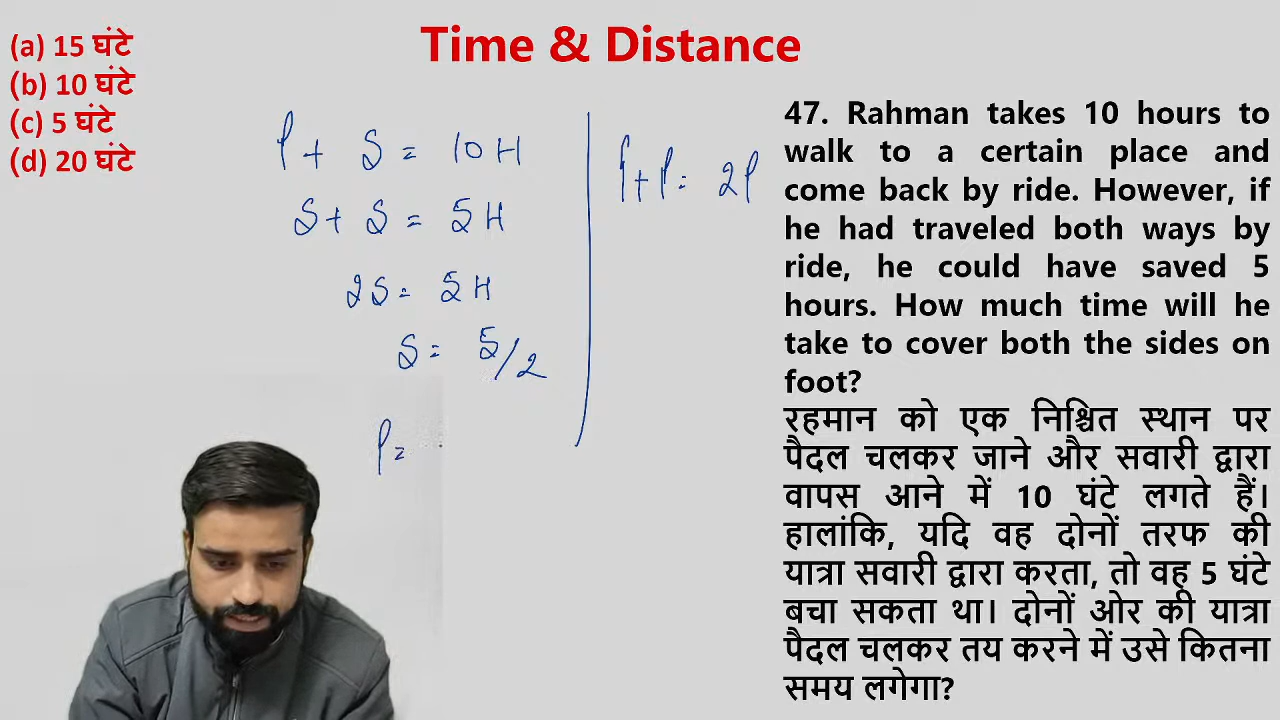 Time & Distance
(a) 15 घंटे
(b) 10 घंटे
(c) 5 घंटे
(d) 20 घंटे
P + S = 10 H
S + S = 5 H
2S = 5 H
S = 5/2
P =
P + P = 2P
47. Rahman takes 10 hours to
walk to a certain place and
come back by ride. However, if
he had traveled both ways by
ride, he could have saved 5
hours. How much time will he
take to cover both the sides on
foot?
रहमान को एक निश्चित स्थान पर
पैदल चलकर जाने और सवारी द्वारा
वापस आने में 10 घंटे लगते हैं।
हालांकि, यदि वह दोनों तरफ की
यात्रा सवारी द्वारा करता, तो वह 5 घंटे
बचा सकता था। दोनों ओर की यात्रा
पैदल चलकर तय करने में उसे कितना
समय लगेगा?